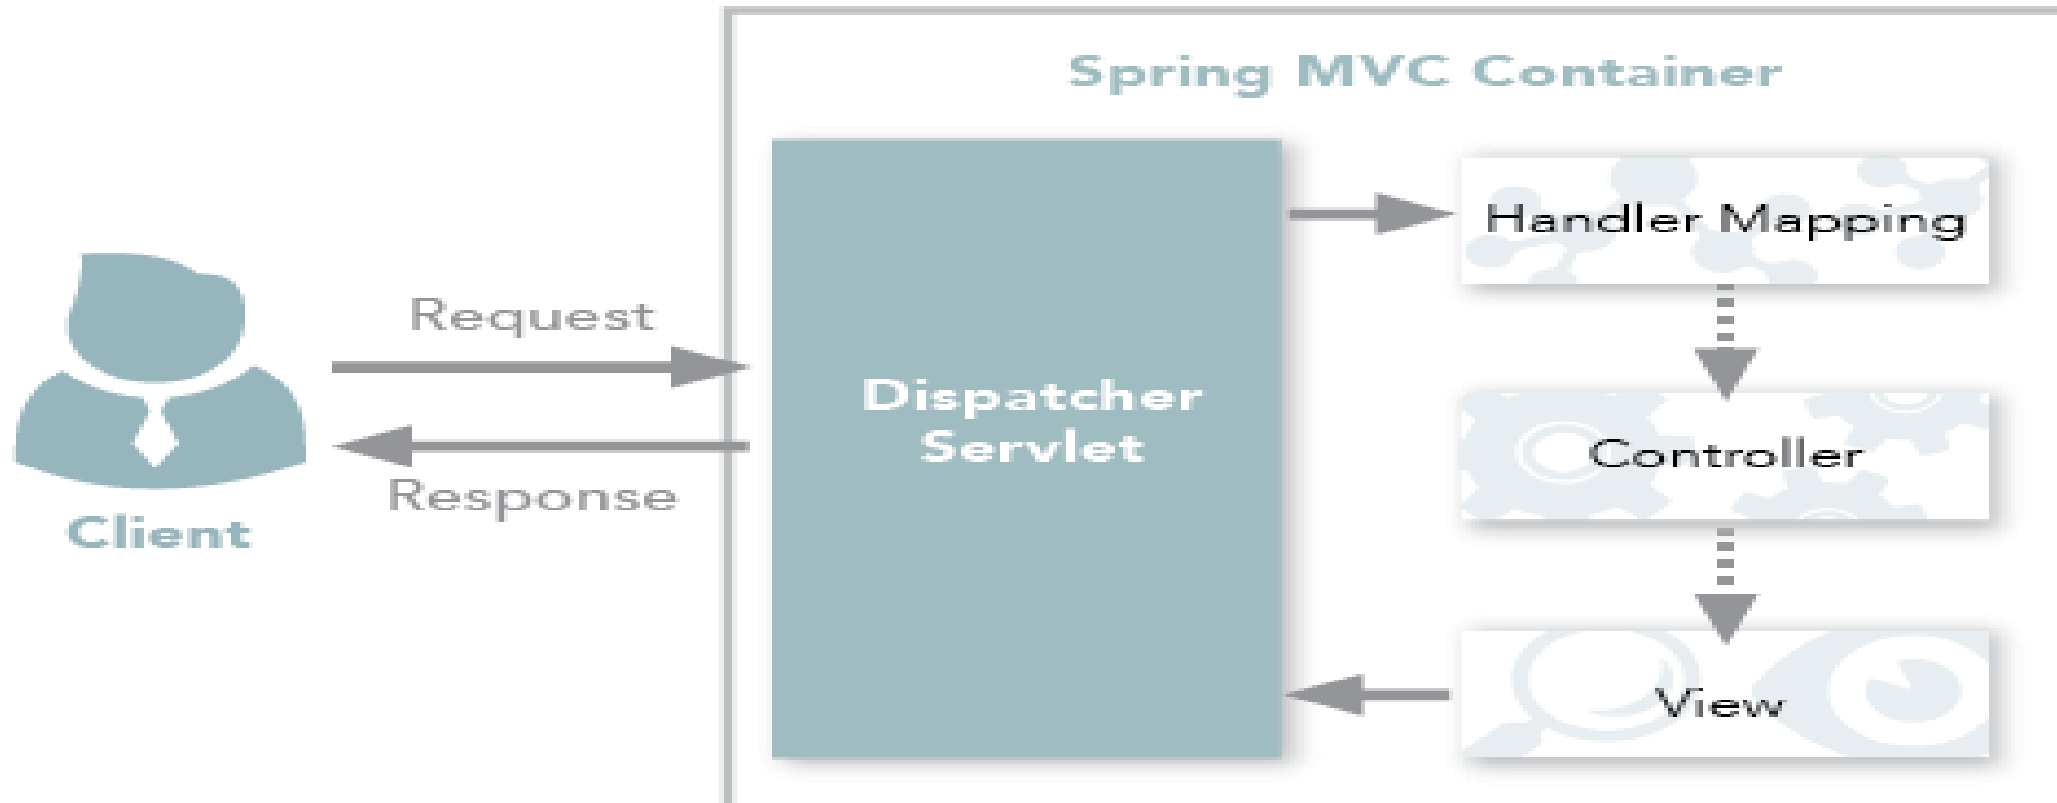 Spring MVC Container
Handler Mapping
Request
Dispatcher
Servlet
Controller
Response
Client
View